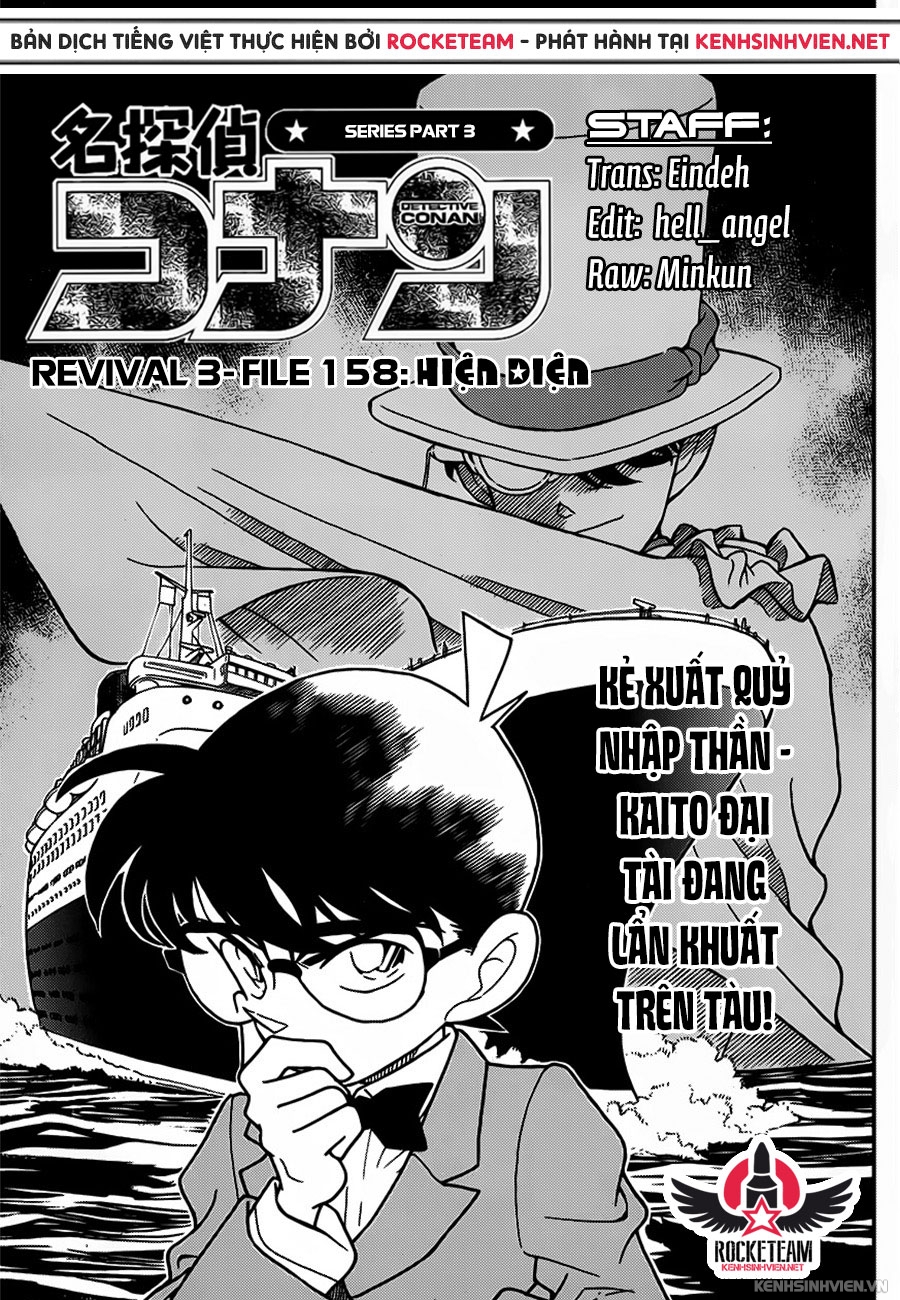 BẢN DỊCH TIẾNG VIỆT THỰC HIỆN BỞI ROCKETEAM - PHÁT HÀNH TẠI KENHSINHVIEN.NET
名探偵
SERIES PART 3
コナン
DETECTIVE
CONAN
REVIVAL 3- FILE 158: HIỆN DIỆN
STAFF:
Trans: Eindeh
Edit: hell_angel
Raw: Minkun
KẺ XUẤT QUỶ
NHẬP THẦN -
KAITO ĐẠI
TÀI ĐANG
LẨN KHUẤT
TRÊN TÀU!
ROCKETEAM
KENHSINHVIEN.NET
KENHSINHVIEN.VN